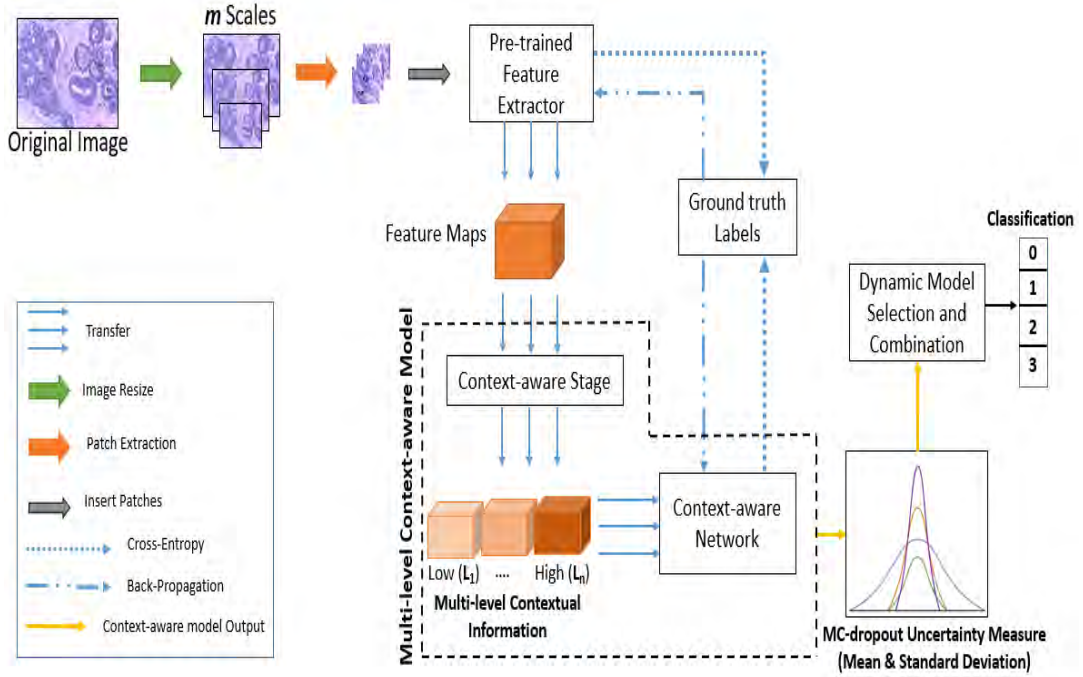 m Scales
Original Image
Pre-trained
Feature
Extractor
Feature Maps
Ground truth
Labels
Classification
0
1
2
3
Dynamic Model
Selection and
Combination
Transfer
Image Resize
Patch Extraction
Insert Patches
Cross-Entropy
Back-Propagation
Context-aware model Output
Multi-level Context-aware Model
Context-aware Stage
Low (L1) .... High (Ln)
Multi-level Contextual
Information
Context-aware
Network
MC-dropout Uncertainty Measure
(Mean & Standard Deviation)